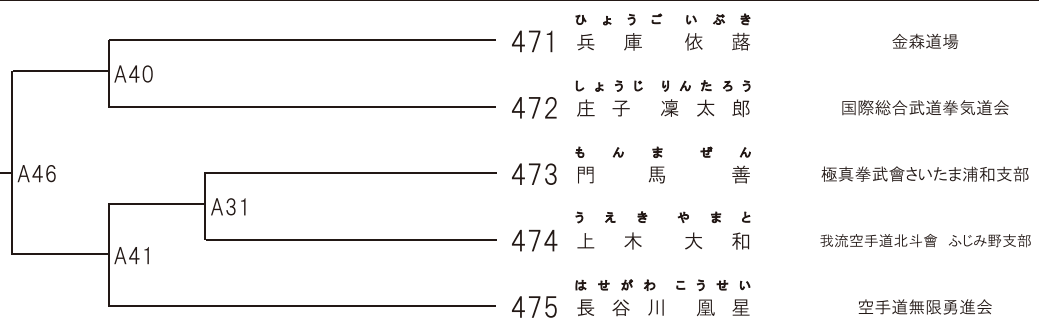 ひょうご いぶき
471 兵庫 依蕗 金森道場
A40
しょうじ りんたろう
472 庄子 凜太郎 国際総合武道拳気道会
A46
もんま ぜん
473 門馬 善 極真拳武會さいたま浦和支部
A31
うえき やまと
474 上木 大和 我流空手道北斗會 ふじみ野支部
A41
はせがわ こうせい
475 長谷川 凰星 空手道無限勇進会